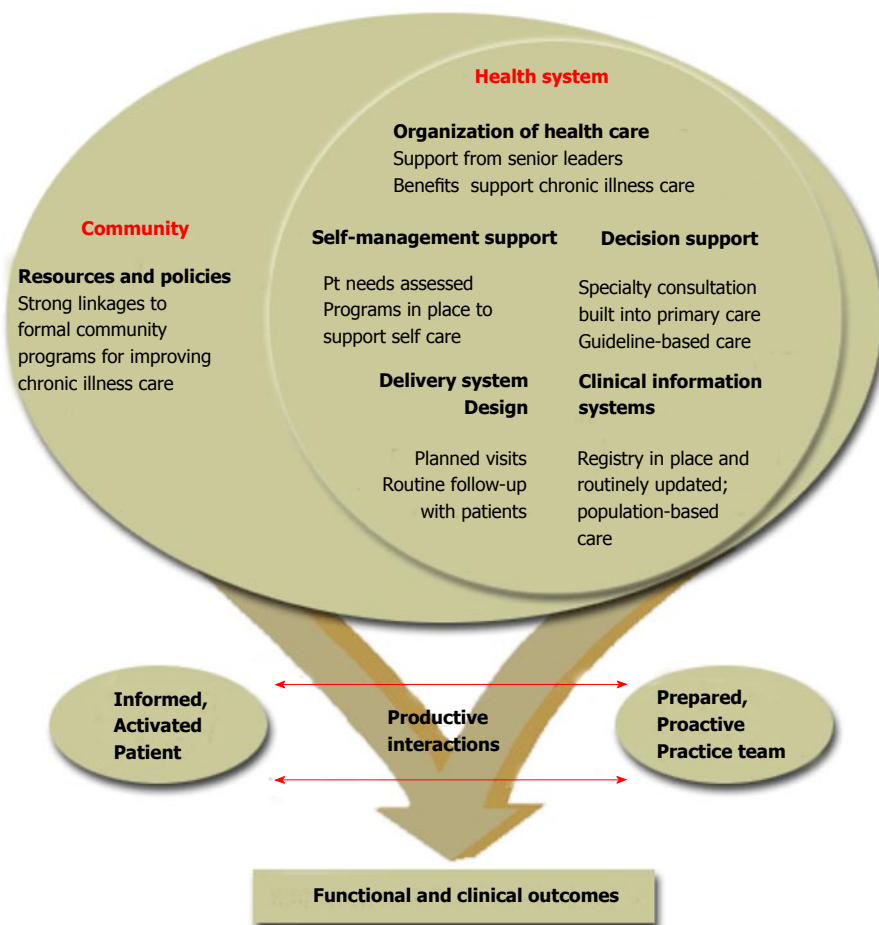 Health system
Organization of health care
Support from senior leaders
Benefits support chronic illness care
Community
Resources and policies
Strong linkages to
formal community
programs for improving
chronic illness care
Self-management support
Pt needs assessed
Programs in place to
support self care
Decision support
Specialty consultation
built into primary care
Guideline-based care
Delivery system
Design
Planned visits
Routine follow-up
with patients
Clinical information
systems
Registry in place and
routinely updated;
population-based
care
Informed,
Activated
Patient
Productive
interactions
Prepared,
Proactive
Practice team
Functional and clinical outcomes